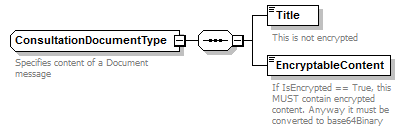 Title
This is not encrypted
ConsultationDocumentType
Specifies content of a Document
message
EncryptableContent
If IsEncrypted == True, this
MUST contain encrypted
content. Anyway it must be
converted to base64Binary